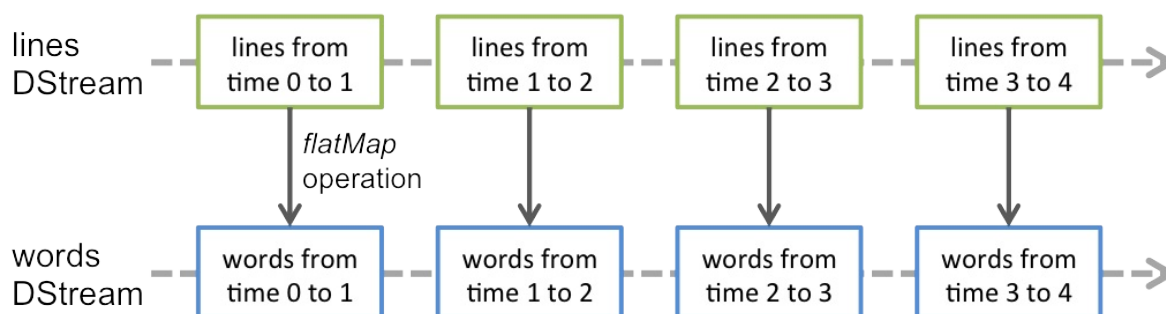 lines
DStream
lines from
time 0 to 1
lines from
time 1 to 2
lines from
time 2 to 3
lines from
time 3 to 4
flatMap
operation
words
DStream
words from
time 0 to 1
words from
time 1 to 2
words from
time 2 to 3
words from
time 3 to 4